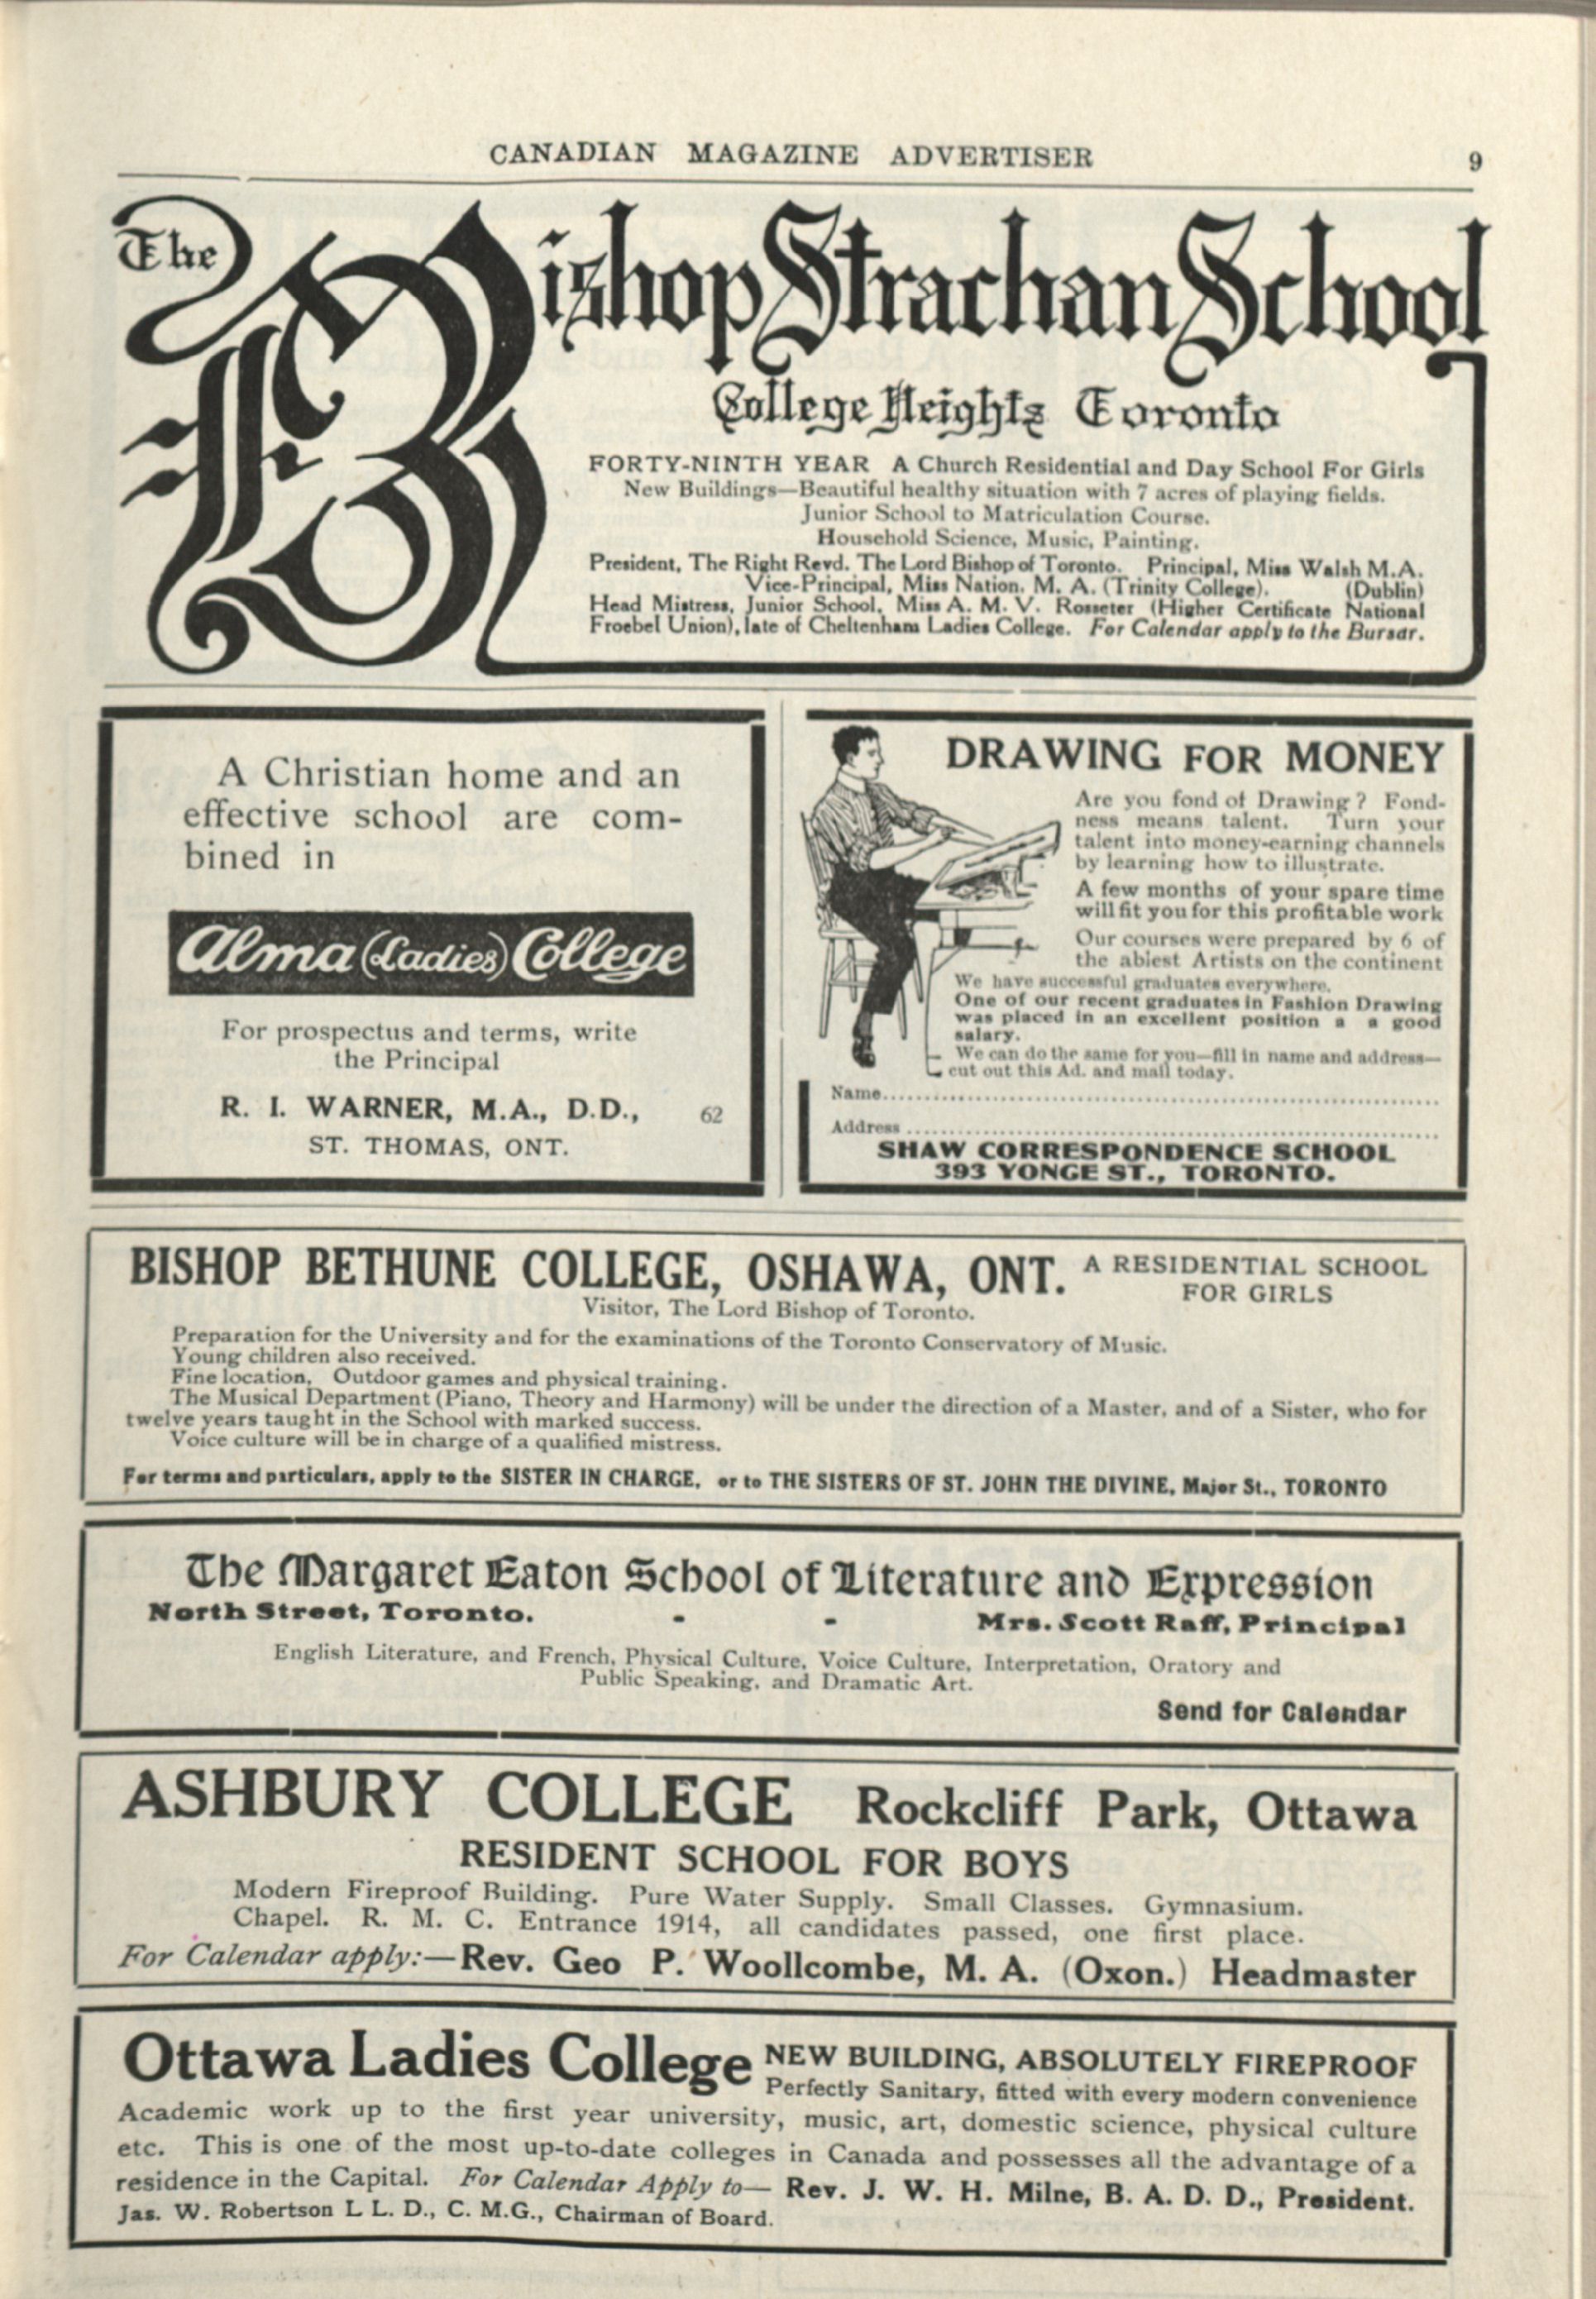 CANADIAN MAGAZINE ADVERTISER 9
The Bishop Strachan School
College Heights Toronto
FORTY-NINTH YEAR A Church Residential and Day School For Girls
New Buildings—Beautiful healthy situation with 7 acres of playing fields.
Junior School to Matriculation Course.
Household Science, Music, Painting.
President, The Right Revd. The Lord Bishop of Toronto. Principal, Miss Walsh M.A.
Vice-Principal, Miss Nation, M. A. (Trinity College). (Dublin)
Head Mistress, Junior School, Miss A. M. V. Rosseter (Higher Certificate National
Froebel Union), late of Cheltenham Ladies College. For Calendar apply to the Bursar.
A Christian home and an
effective school are com-
bined in
Alma (Ladies) College
For prospectus and terms, write
the Principal
R. I. WARNER, M.A., D.D., 62
ST. THOMAS, ONT.
DRAWING FOR MONEY
Are you fond of Drawing? Fond-
ness means talent. Turn your
talent into money-earning channels
by learning how to illustrate.
A few months of your spare time
will fit you for this profitable work
Our courses were prepared by 6 of
the ablest Artists on the continent
We have successful graduates everywhere.
One of our recent graduates in Fashion Drawing
was placed in an excellent position a a good
salary.
We can do the same for you—fill in name and address—
cut out this Ad. and mail today.
Name
Address
SHAW CORRESPONDENCE SCHOOL
393 YONGE ST., TORONTO.
BISHOP BETHUNE COLLEGE, OSHAWA, ONT. A RESIDENTIAL SCHOOL
FOR GIRLS
Visitor, The Lord Bishop of Toronto.
Preparation for the University and for the examinations of the Toronto Conservatory of Music.
Young children also received.
Fine location, Outdoor games and physical training.
The Musical Department (Piano, Theory and Harmony) will be under the direction of a Master, and of a Sister, who for
twelve years taught in the School with marked success.
Voice culture will be in charge of a qualified mistress.
For terms and particulars, apply to the SISTER IN CHARGE, or to THE SISTERS OF ST. JOHN THE DIVINE, Major St., TORONTO
The Margaret Eaton School of Literature and Expression
North Street, Toronto. - - Mrs. Scott Raff, Principal
English Literature, and French, Physical Culture, Voice Culture, Interpretation, Oratory and
Public Speaking, and Dramatic Art.
Send for Calendar
ASHBURY COLLEGE Rockcliff Park, Ottawa
RESIDENT SCHOOL FOR BOYS
Modern Fireproof Building. Pure Water Supply. Small Classes. Gymnasium.
Chapel. R. M. C. Entrance 1914, all candidates passed, one first place.
For Calendar apply:—Rev. Geo P. Woollcombe, M. A. (Oxon.) Headmaster
Ottawa Ladies College NEW BUILDING, ABSOLUTELY FIREPROOF
Perfectly Sanitary, fitted with every modern convenience
Academic work up to the first year university, music, art, domestic science, physical culture
etc. This is one of the most up-to-date colleges in Canada and possesses all the advantage of a
residence in the Capital. For Calendar Apply to— Rev. J. W. H. Milne, B. A. D. D., President.
Jas. W. Robertson L L. D., C. M.G., Chairman of Board.